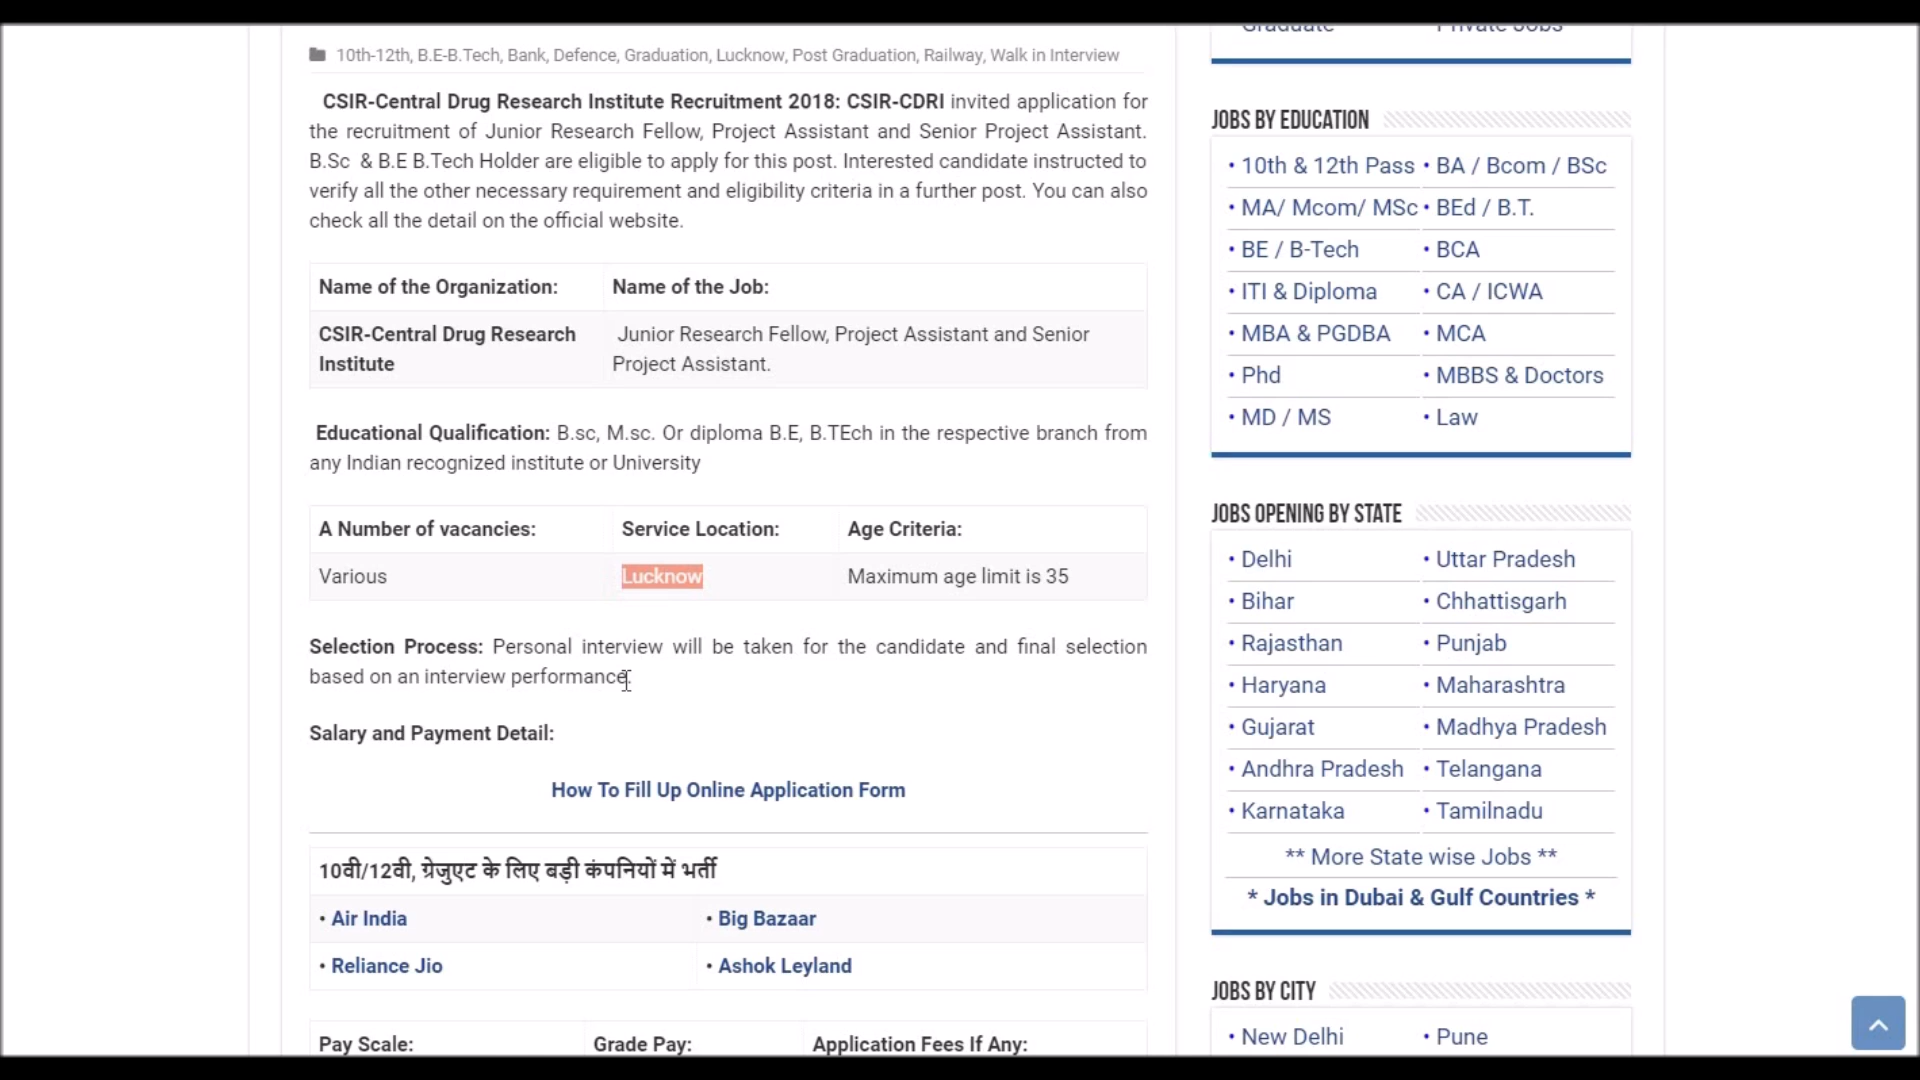 Graduate
Private Jobs
10th-12th, B.E-B.Tech, Bank, Defence, Graduation, Lucknow, Post Graduation, Railway, Walk in Interview
CSIR-Central Drug Research Institute Recruitment 2018: CSIR-CDRI invited application for
the recruitment of Junior Research Fellow, Project Assistant and Senior Project Assistant.
B.Sc & B.E B.Tech Holder are eligible to apply for this post. Interested candidate instructed to
verify all the other necessary requirement and eligibility criteria in a further post. You can also
check all the detail on the official website.
Name of the Organization: Name of the Job:
CSIR-Central Drug Research Junior Research Fellow, Project Assistant and Senior
Institute Project Assistant.
Educational Qualification: B.sc, M.sc. Or diploma B.E, B.TEch in the respective branch from
any Indian recognized institute or University
A Number of vacancies: Service Location: Age Criteria:
Various Lucknow Maximum age limit is 35
Selection Process: Personal interview will be taken for the candidate and final selection
based on an interview performance.
Salary and Payment Detail:
How To Fill Up Online Application Form
10वी/12वी, ग्रेजुएट के लिए बड़ी कंपनियों में भर्ती
• Air India • Big Bazaar
• Reliance Jio • Ashok Leyland
Pay Scale: Grade Pay: Application Fees If Any:
JOBS BY EDUCATION
• 10th & 12th Pass • BA / Bcom / BSc
• MA/ Mcom/ MSc • BEd / B.T.
• BE / B-Tech • BCA
• ITI & Diploma • CA / ICWA
• MBA & PGDBA • MCA
• Phd • MBBS & Doctors
• MD / MS • Law
JOBS OPENING BY STATE
• Delhi • Uttar Pradesh
• Bihar • Chhattisgarh
• Rajasthan • Punjab
• Haryana • Maharashtra
• Gujarat • Madhya Pradesh
• Andhra Pradesh • Telangana
• Karnataka • Tamilnadu
** More State wise Jobs **
* Jobs in Dubai & Gulf Countries *
JOBS BY CITY
• New Delhi • Pune